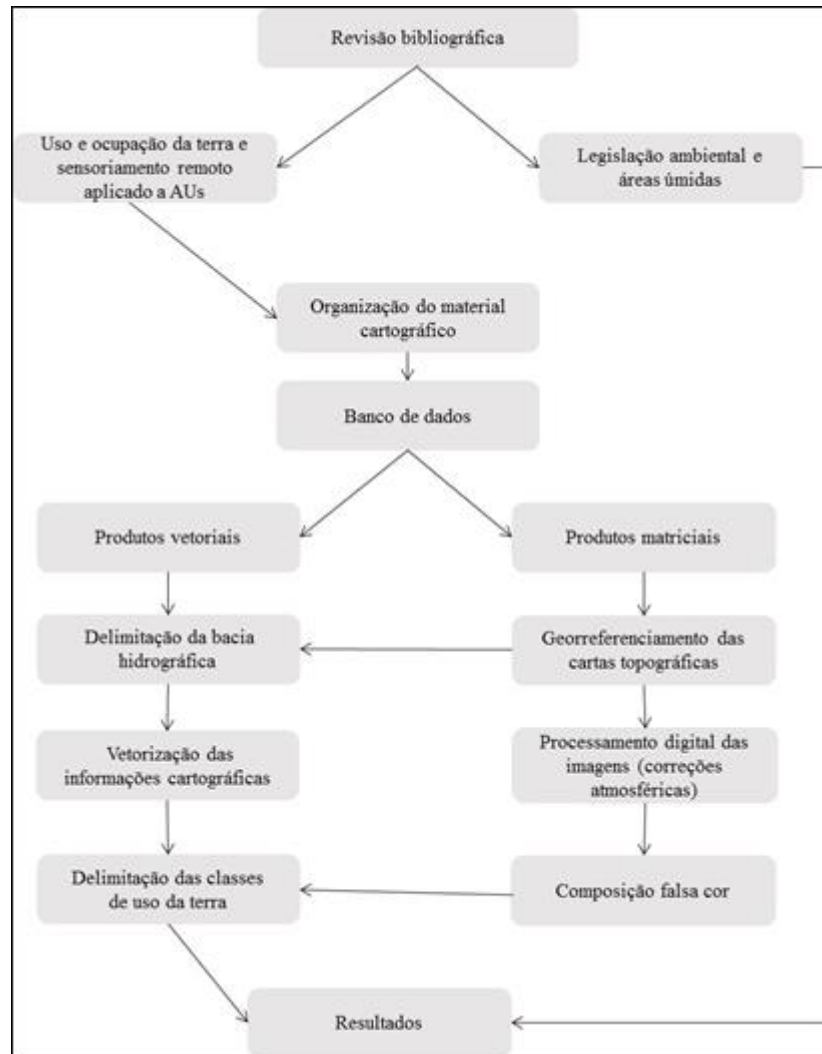 Revisão bibliográfica
Uso e ocupação da terra e
sensoriamento remoto
aplicado a AUs
Legislação ambiental e
áreas úmidas
Organização do material
cartográfico
Banco de dados
Produtos vetoriais
Produtos matriciais
Delimitação da bacia
hidrográfica
Georreferenciamento das
cartas topográficas
Vetorização das
informações cartográficas
Processamento digital das
imagens (correções
atmosféricas)
Delimitação das classes
de uso da terra
Composição falsa cor
Resultados